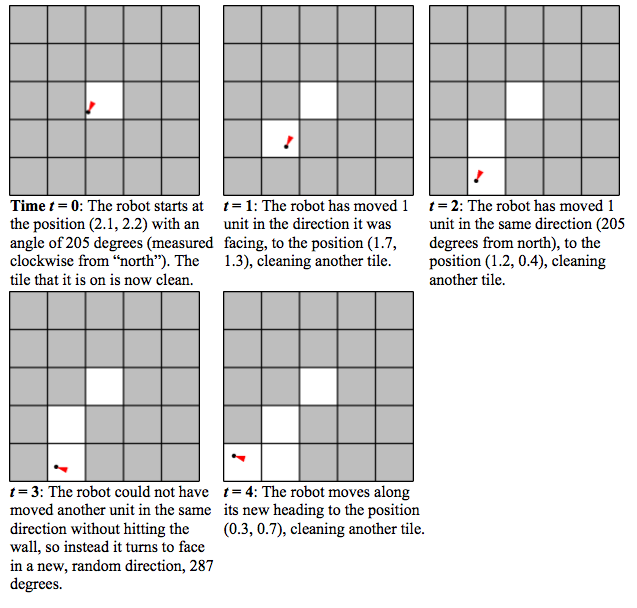 Time t = 0: The robot starts at
the position (2.1, 2.2) with an
angle of 205 degrees (measured
clockwise from “north”). The
tile that it is on is now clean.
t = 1: The robot has moved 1
unit in the direction it was
facing, to the position (1.7,
1.3), cleaning another tile.
t = 2: The robot has moved 1
unit in the same direction (205
degrees from north), to the
position (1.2, 0.4), cleaning
another tile.
t = 3: The robot could not have
moved another unit in the same
direction without hitting the
wall, so instead it turns to face
in a new, random direction, 287
degrees.
t = 4: The robot moves along
its new heading to the position
(0.3, 0.7), cleaning another tile.